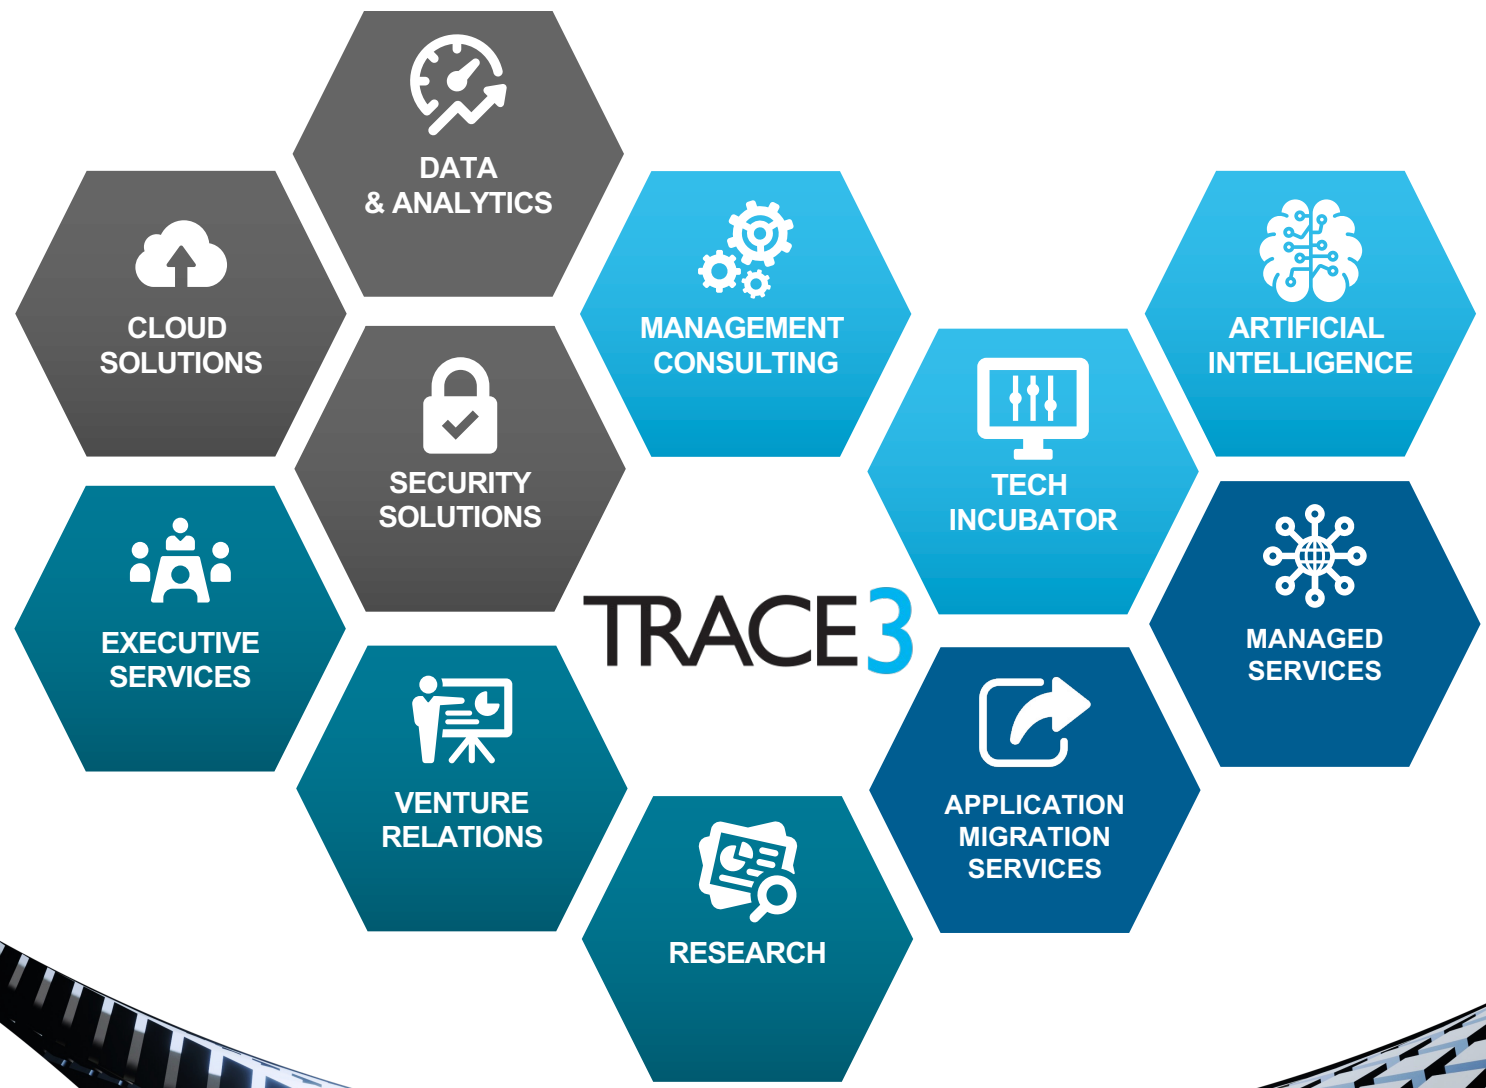 DATA
& ANALYTICS
CLOUD
SOLUTIONS
MANAGEMENT
CONSULTING
ARTIFICIAL
INTELLIGENCE
SECURITY
SOLUTIONS
TECH
INCUBATOR
EXECUTIVE
SERVICES
TRACE3
MANAGED
SERVICES
VENTURE
RELATIONS
APPLICATION
MIGRATION
SERVICES
RESEARCH